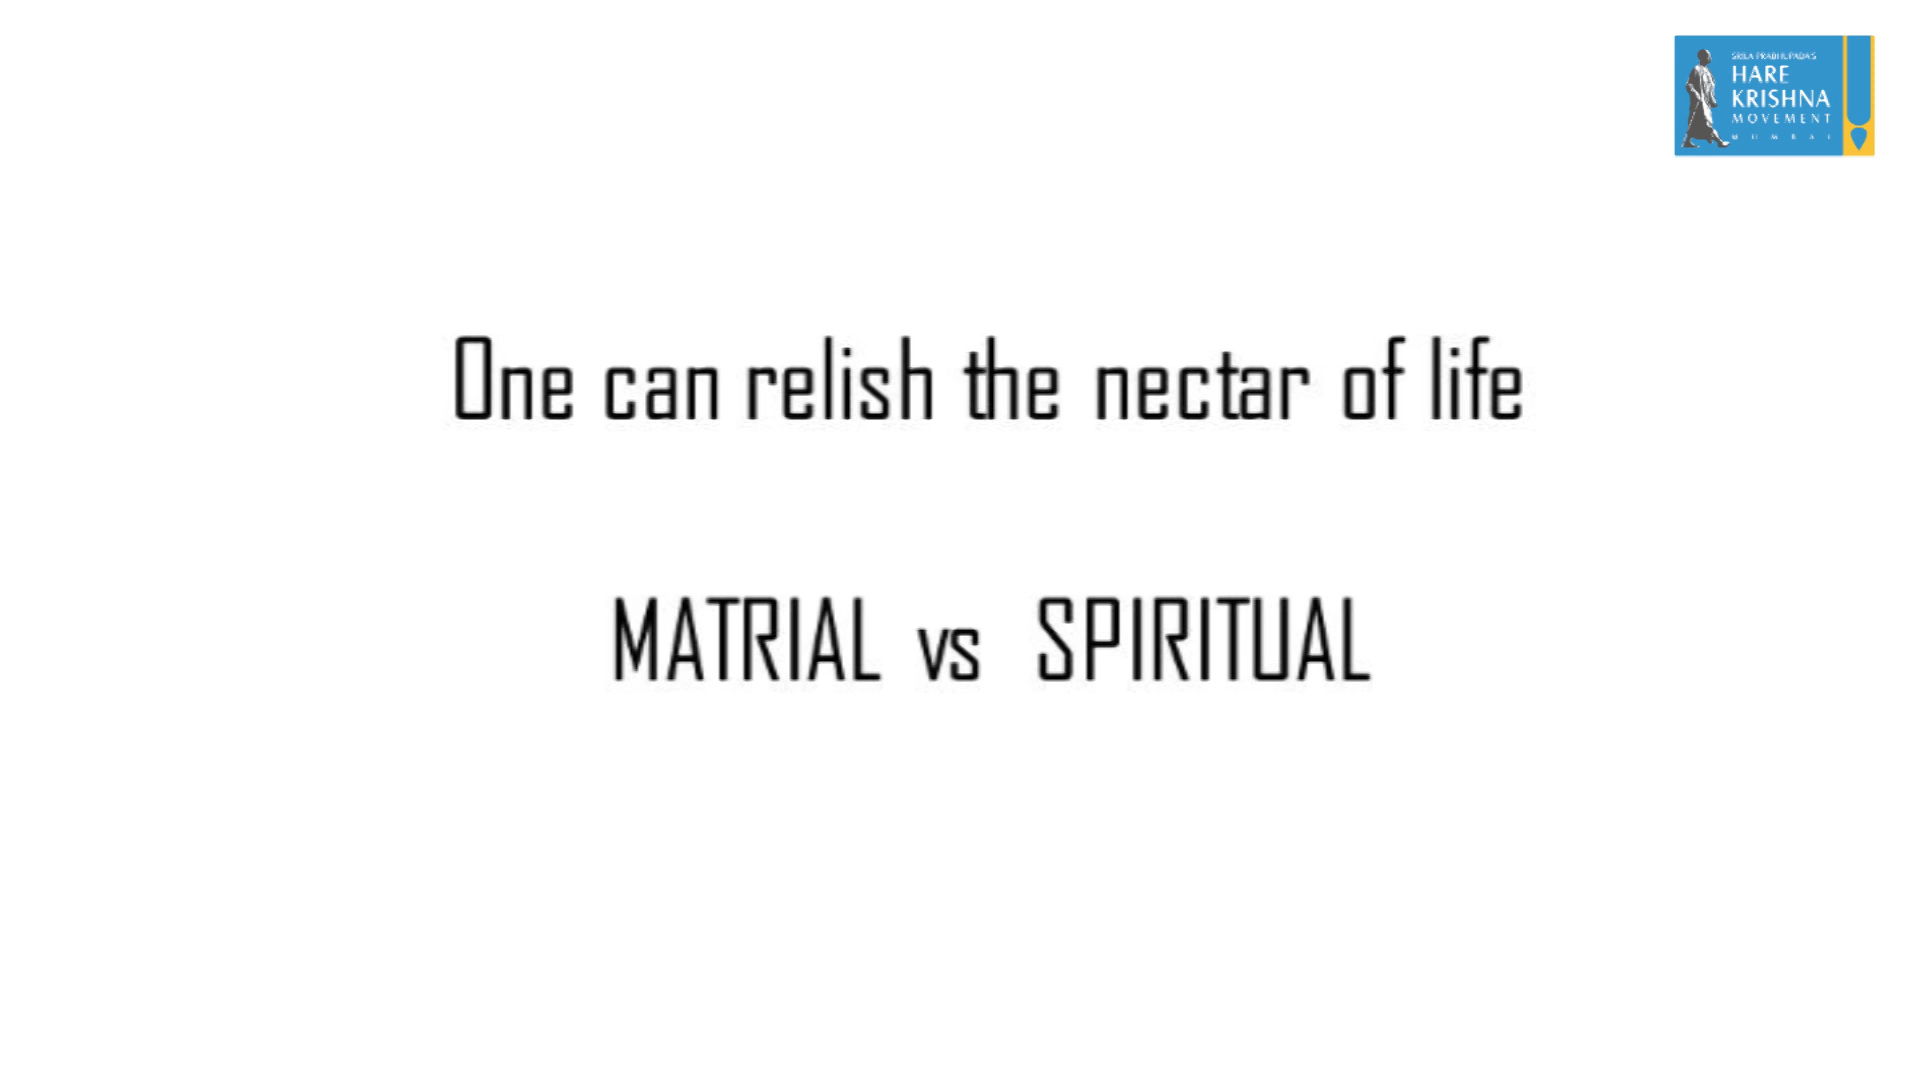 SRILA PRABHUPADA'S
HARE
KRISHNA
MOVEMENT
MUMBAI
One can relish the nectar of life
MATRIAL vs SPIRITUAL